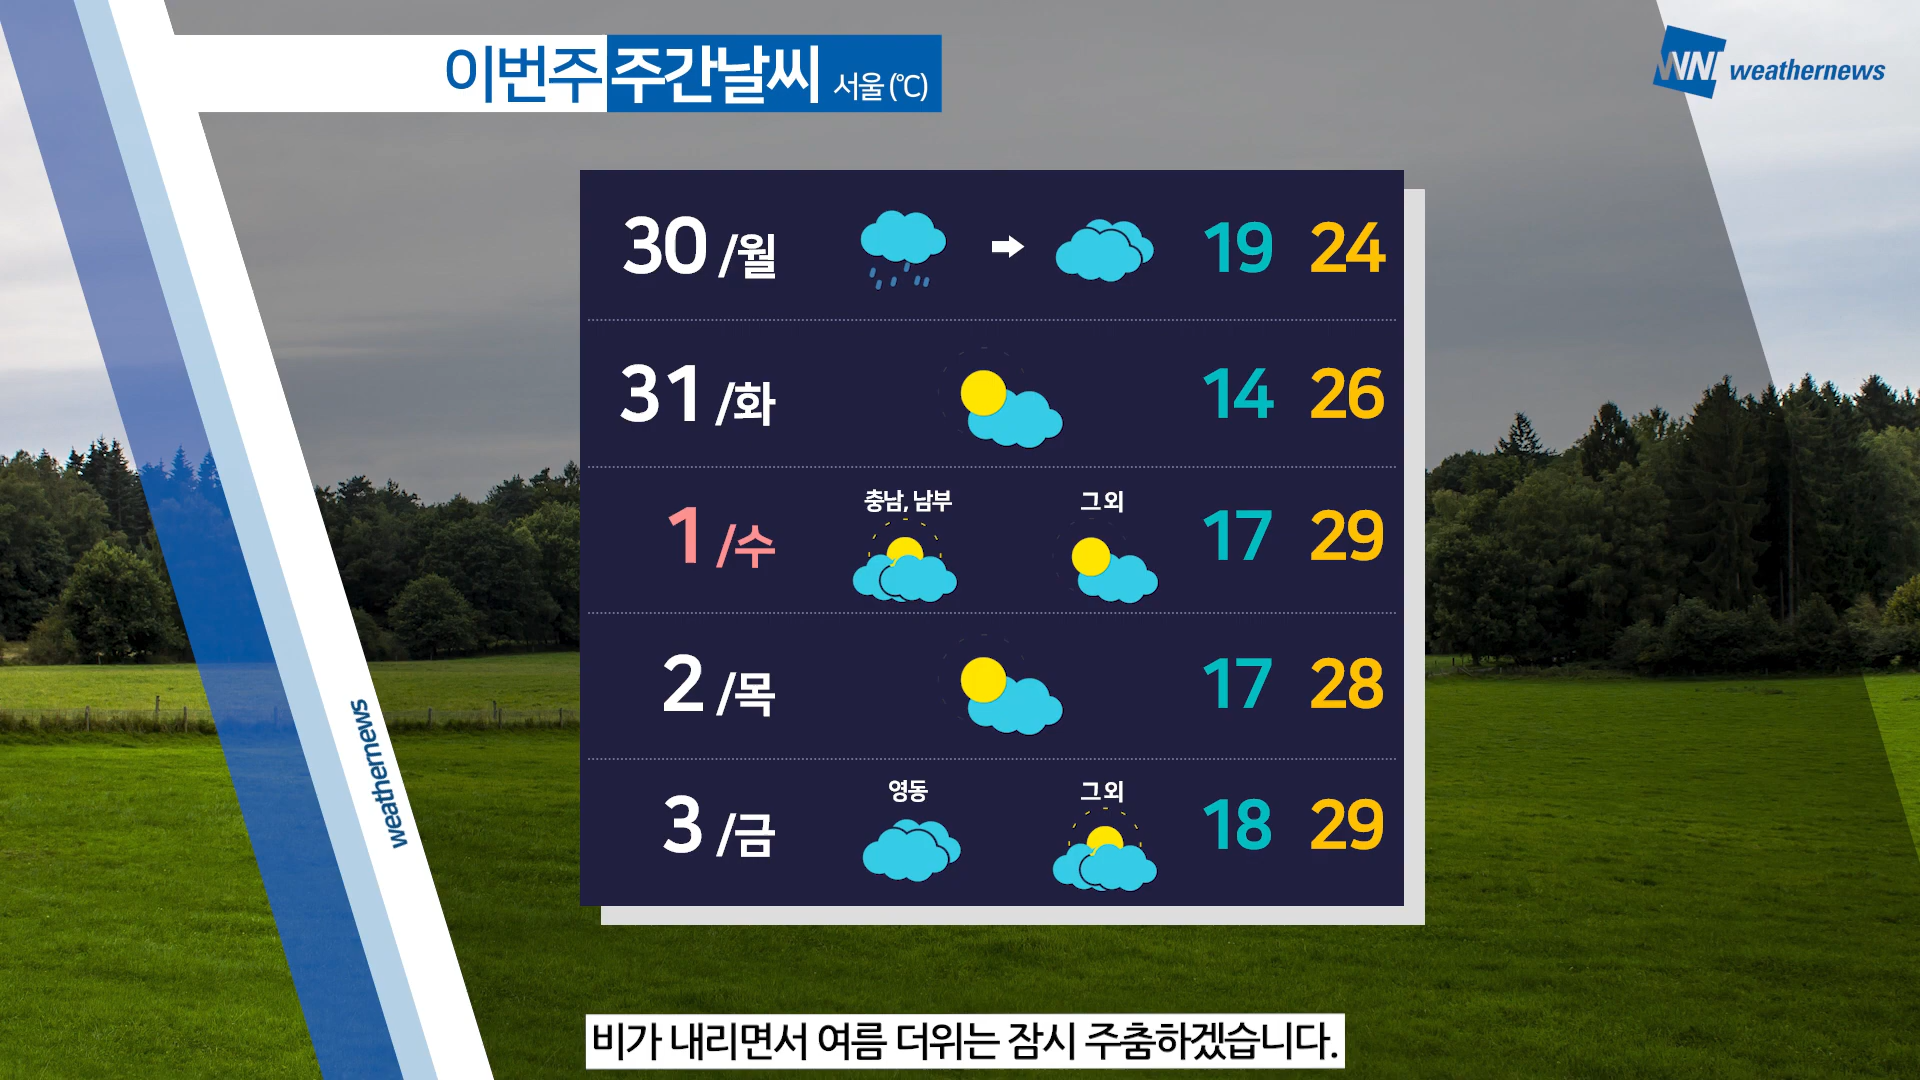 이번주 주간날씨 서울 (℃)
WNI weathernews
30 /월 19 24
31 /화 14 26
충남, 남부 그 외
1 /수 17 29
2 /목 17 28
영동 그 외
3 /금 18 29
weathernews
비가 내리면서 여름 더위는 잠시 주춤하겠습니다.